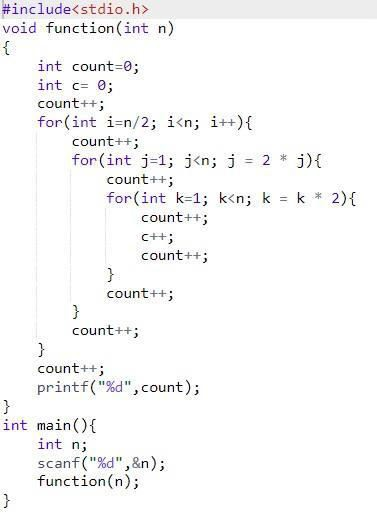 #include<stdio.h>
void function(int n)
{
    int count=0;
    int c= 0;
    count++;
    for(int i=n/2; i<n; i++){
        count++;
        for(int j=1; j<n; j = 2 * j){
            count++;
            for(int k=1; k<n; k = k * 2){
                count++;
                c++;
                count++;
            }
            count++;
        }
        count++;
    }
    count++;
    printf("%d",count);
}
int main(){
    int n;
    scanf("%d",&n);
    function(n);
}